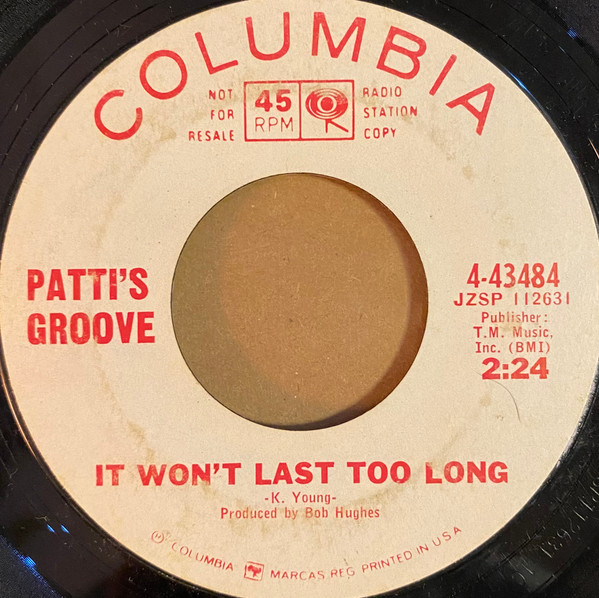 COLUMBIA
NOT FOR RESALE
45 RPM
RADIO STATION COPY
PATTI'S
GROOVE
4-43484
JZSP 112631
Publisher:
T.M. Music,
Inc. (BMI)
2:24
IT WON'T LAST TOO LONG
-K. Young-
Produced by Bob Hughes
℗ "COLUMBIA" MARCAS REG. PRINTED IN U.S.A.